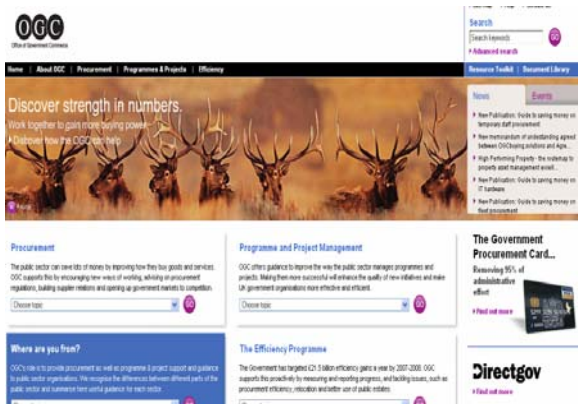 OGC
Office of Government Commerce
Search
Search keywords
GO
Advanced search
Home | About OGC | Procurement | Programmes & Projects | Efficiency
Resource Toolkit | Document Library
Discover strength in numbers.
Work together to gain more buying power.
Discover how the OGC can help
News
Events
New Publication: Guide to saving money on
temporary staff procurement
New memorandum of understanding agreed
between OGCbuying.solutions and Agre...
High Performing Property - the routemap to
property asset management excell...
New Publication: Guide to saving money on
IT hardware
New Publication: Guide to saving money on
fleet procurement
Procurement
The public sector can save lots of money by improving how they buy goods and services.
OGC supports this by encouraging new ways of working, advising on procurement
regulations, building supplier relations and opening up government markets to competition.
Choose topic
GO
Programme and Project Management
OGC offers guidance to improve the way the public sector manages programmes and
projects. Making them more successful will enhance the quality of new initiatives and make
UK government organisations more effective and efficient.
Choose topic
GO
The Government
Procurement Card...
Removing 95% of
administrative
effort
Find out more
Where are you from?
OGC's role is to provide procurement as well as programme & project support and guidance
to public sector organisations. We recognise the differences between different parts of the
public sector and summarise here useful guidance for each sector.
The Efficiency Programme
The Government has targeted £21.5 billion efficiency gains a year by 2007-2008. OGC
supports this proactively by measuring and reporting progress, and tackling issues, such as
procurement efficiency, relocation and better use of public estates.
Directgov
Find out more